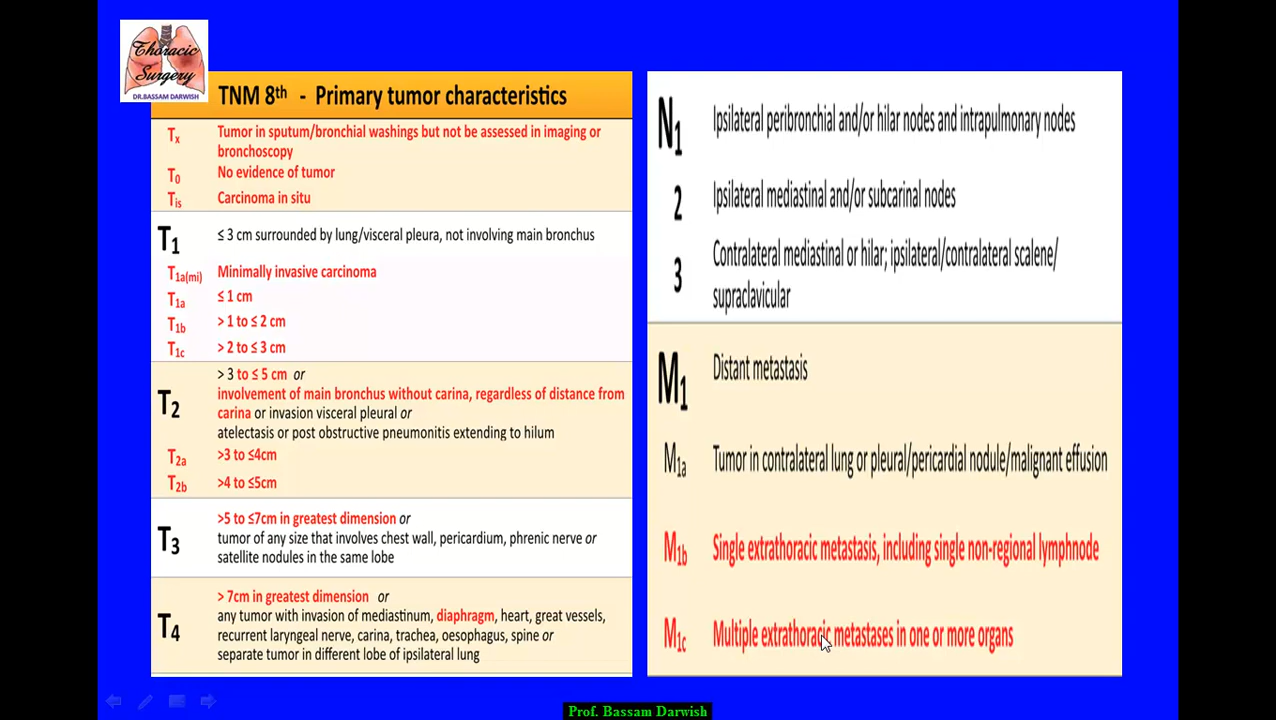 Thoracic
Surgery
DR.BASSAM DARWISH
TNM 8th - Primary tumor characteristics
Tx Tumor in sputum/bronchial washings but not be assessed in imaging or
bronchoscopy
T0 No evidence of tumor
Tis Carcinoma in situ
T1 ≤ 3 cm surrounded by lung/visceral pleura, not involving main bronchus
T1a(mi) Minimally invasive carcinoma
T1a ≤ 1 cm
T1b > 1 to ≤ 2 cm
T1c > 2 to ≤ 3 cm
T2 > 3 to ≤ 5 cm or
involvement of main bronchus without carina, regardless of distance from
carina or invasion visceral pleural or
atelectasis or post obstructive pneumonitis extending to hilum
T2a >3 to ≤4cm
T2b >4 to ≤5cm
T3 >5 to ≤7cm in greatest dimension or
tumor of any size that involves chest wall, pericardium, phrenic nerve or
satellite nodules in the same lobe
T4 > 7cm in greatest dimension or
any tumor with invasion of mediastinum, diaphragm, heart, great vessels,
recurrent laryngeal nerve, carina, trachea, oesophagus, spine or
separate tumor in different lobe of ipsilateral lung
N1 Ipsilateral peribronchial and/or hilar nodes and intrapulmonary nodes
2 Ipsilateral mediastinal and/or subcarinal nodes
3 Contralateral mediastinal or hilar; ipsilateral/contralateral scalene/
supraclavicular
M1 Distant metastasis
M1a Tumor in contralateral lung or pleural/pericardial nodule/malignant effusion
M1b Single extrathoracic metastasis, including single non-regional lymphnode
M1c Multiple extrathoracic metastases in one or more organs
Prof. Bassam Darwish